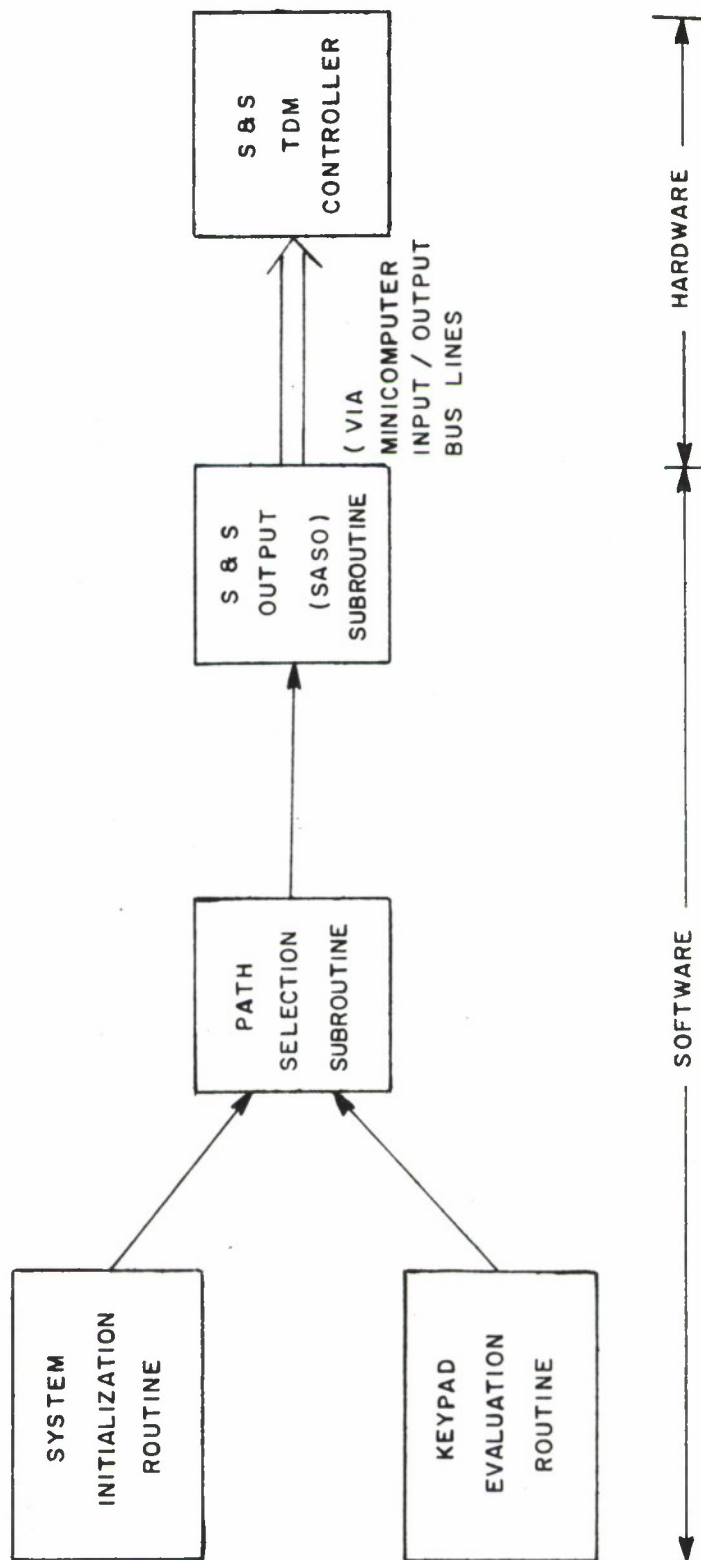 SYSTEM
INITIALIZATION
ROUTINE
KEYPAD
EVALUATION
ROUTINE
PATH
SELECTION
SUBROUTINE
S & S
OUTPUT
(SASO)
SUBROUTINE
(VIA
MINICOMPUTER
INPUT / OUTPUT
BUS LINES
S & S
TDM
CONTROLLER
SOFTWARE
HARDWARE